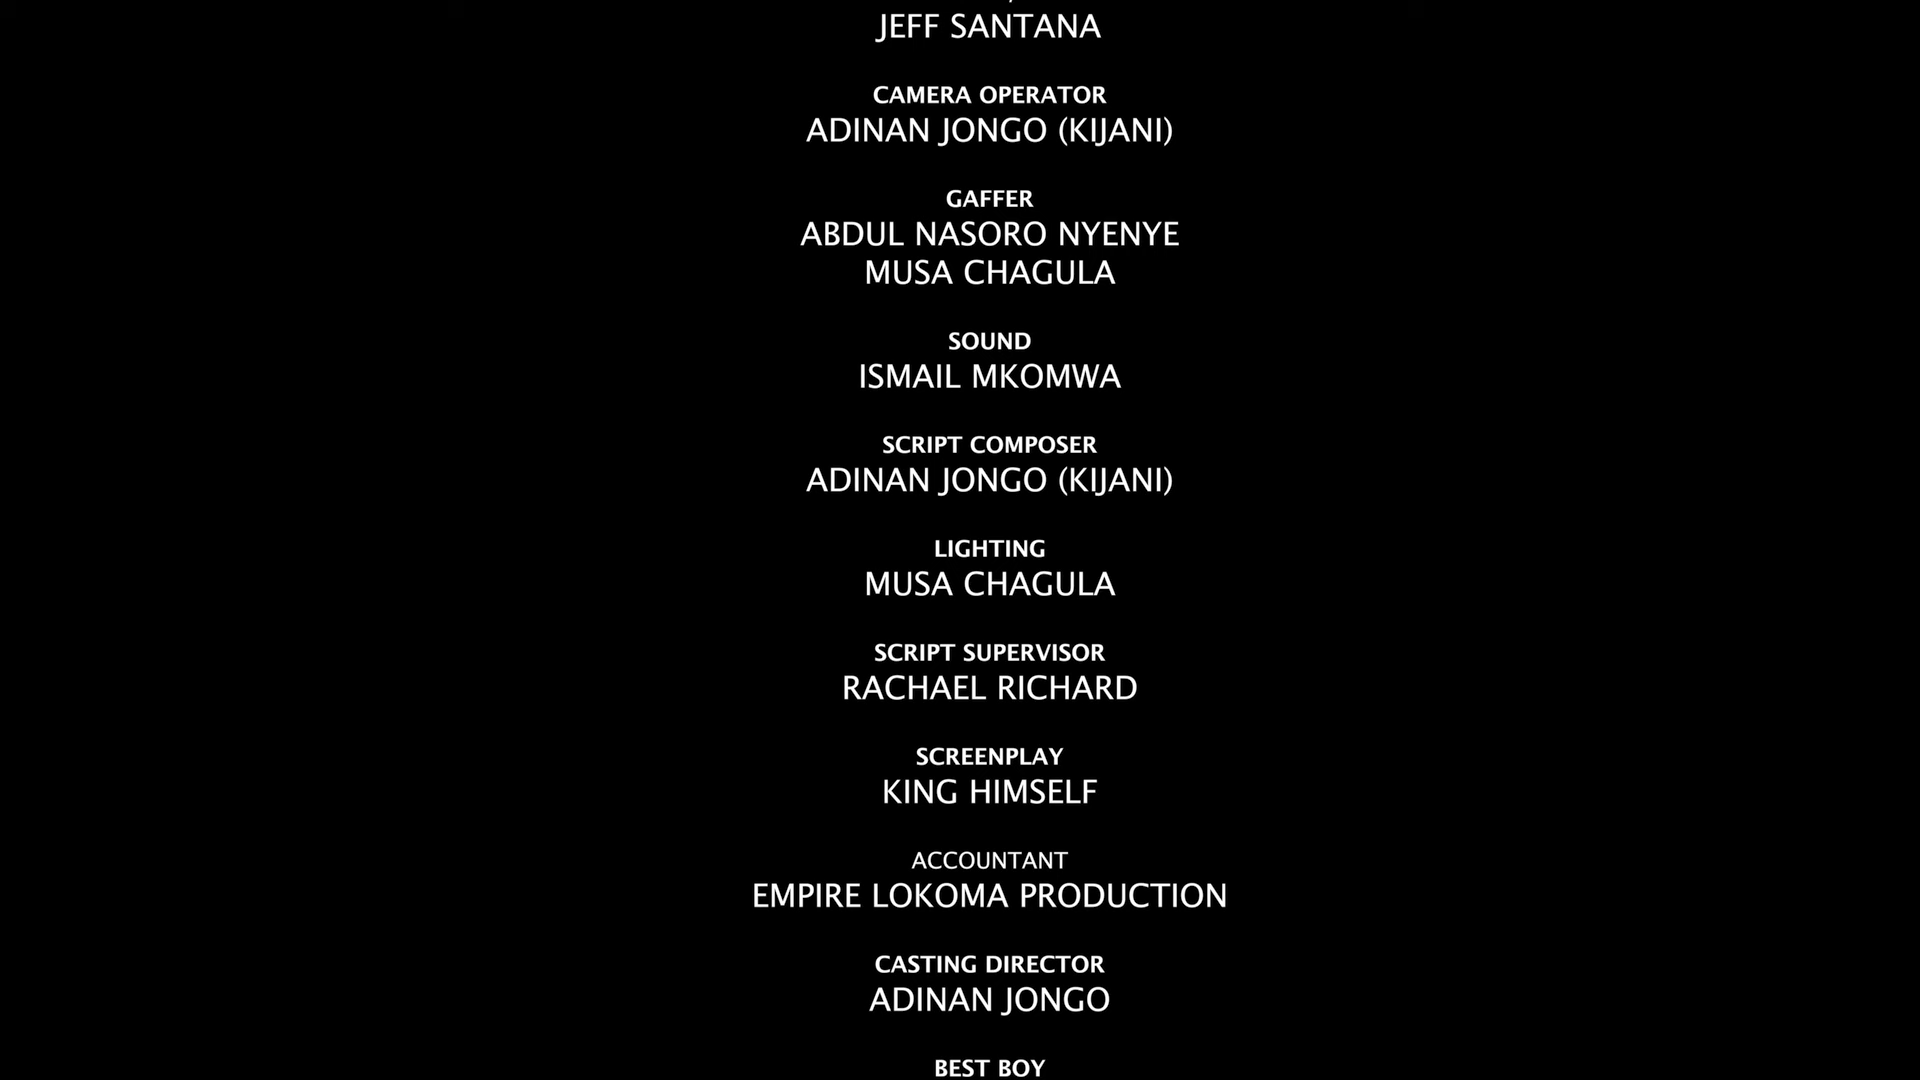 JEFF SANTANA
CAMERA OPERATOR
ADINAN JONGO (KIJANI)
GAFFER
ABDUL NASORO NYENYE
MUSA CHAGULA
SOUND
ISMAIL MKOMWA
SCRIPT COMPOSER
ADINAN JONGO (KIJANI)
LIGHTING
MUSA CHAGULA
SCRIPT SUPERVISOR
RACHAEL RICHARD
SCREENPLAY
KING HIMSELF
ACCOUNTANT
EMPIRE LOKOMA PRODUCTION
CASTING DIRECTOR
ADINAN JONGO
BEST BOY